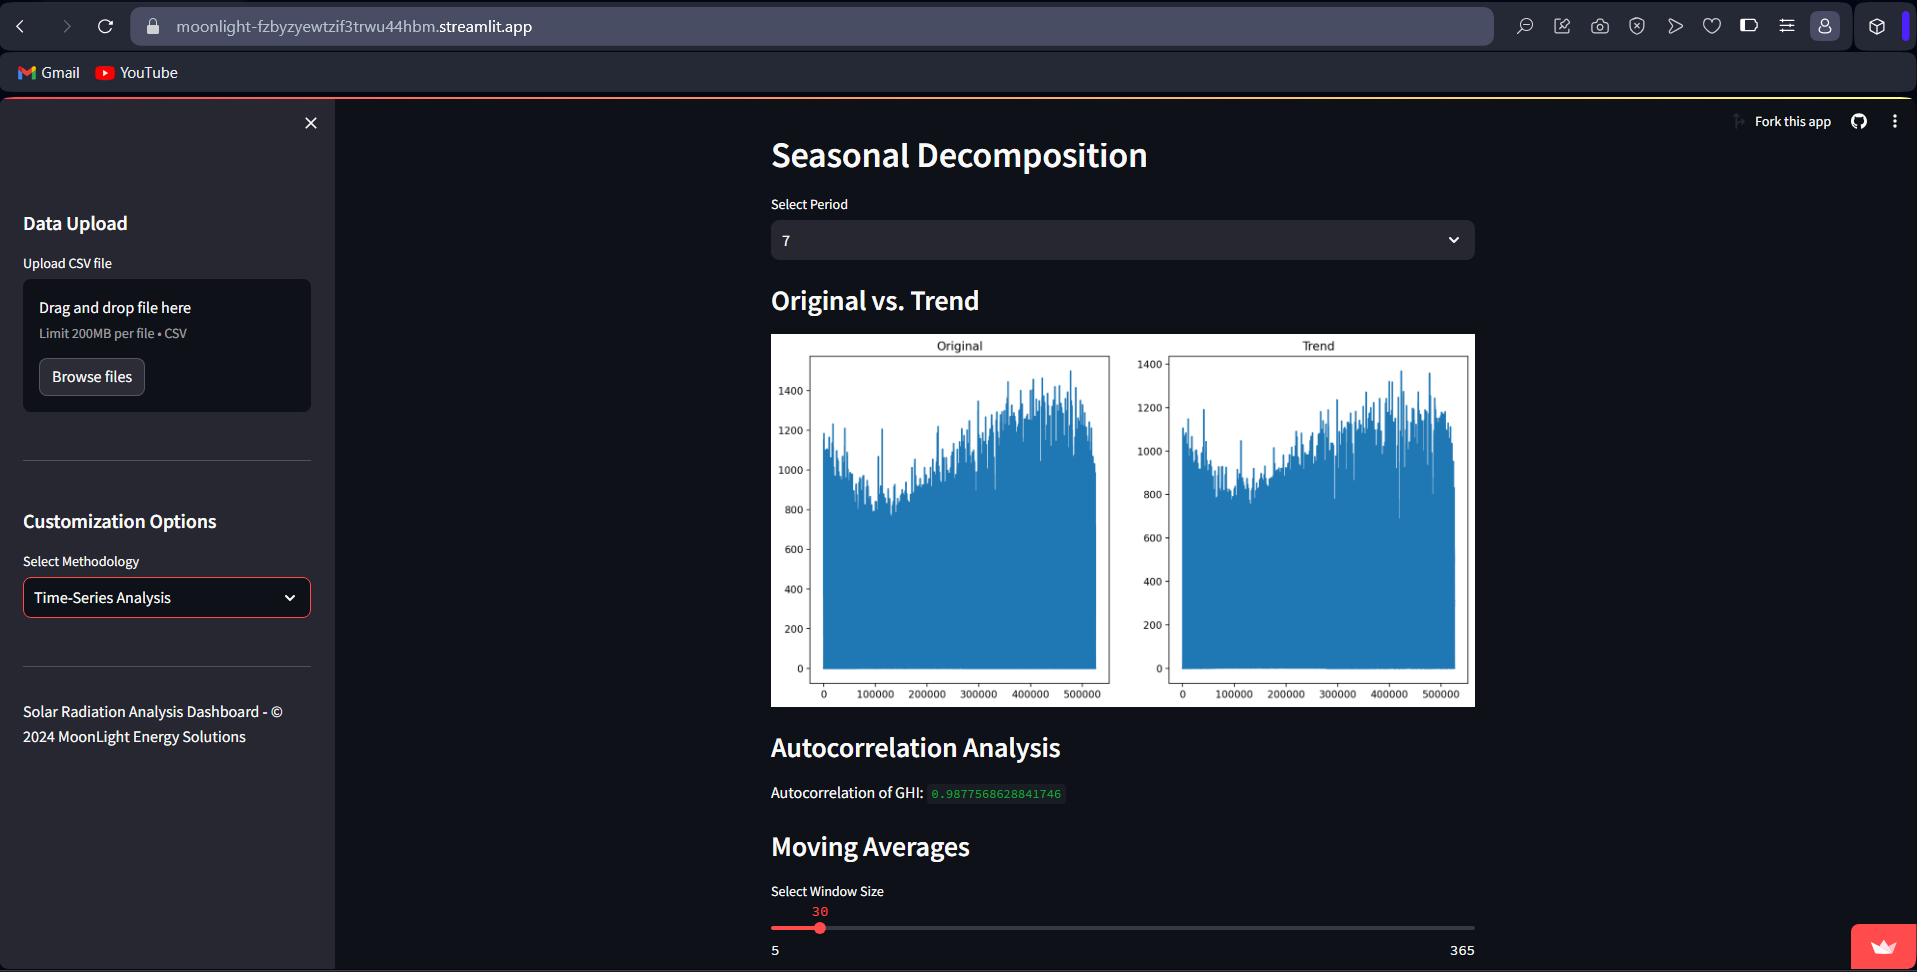 moonlight-fzbyzyewtzif3trwu44hbm.streamlit.app
Gmail YouTube
Fork this app
Data Upload
Upload CSV file
Drag and drop file here
Limit 200MB per file • CSV
Browse files
Customization Options
Select Methodology
Time-Series Analysis
Solar Radiation Analysis Dashboard - ©
2024 MoonLight Energy Solutions
Seasonal Decomposition
Select Period
7
Original vs. Trend
Original
1400
1200
1000
800
600
400
200
0
0 100000 200000 300000 400000 500000
Trend
1400
1200
1000
800
600
400
200
0
0 100000 200000 300000 400000 500000
Autocorrelation Analysis
Autocorrelation of GHI: 0.9877568628841746
Moving Averages
Select Window Size
30
5 365